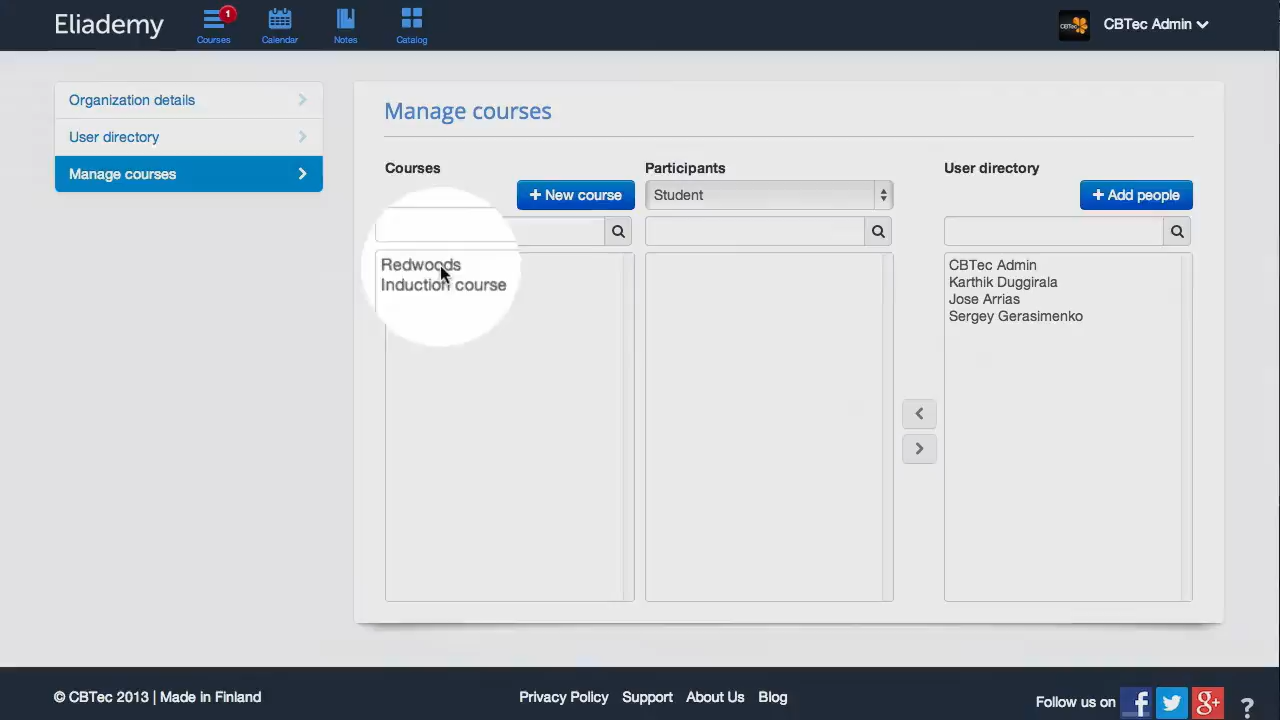 Eliademy
1
Courses
Calendar
Notes
Catalog
CBTec
CBTec Admin
Organization details
User directory
Manage courses
Manage courses
Courses
Participants
User directory
+ New course
Student
+ Add people
Redwoods
Induction course
CBTec Admin
Karthik Duggirala
Jose Arrias
Sergey Gerasimenko
© CBTec 2013 | Made in Finland
Privacy Policy
Support
About Us
Blog
Follow us on
f
g+
?